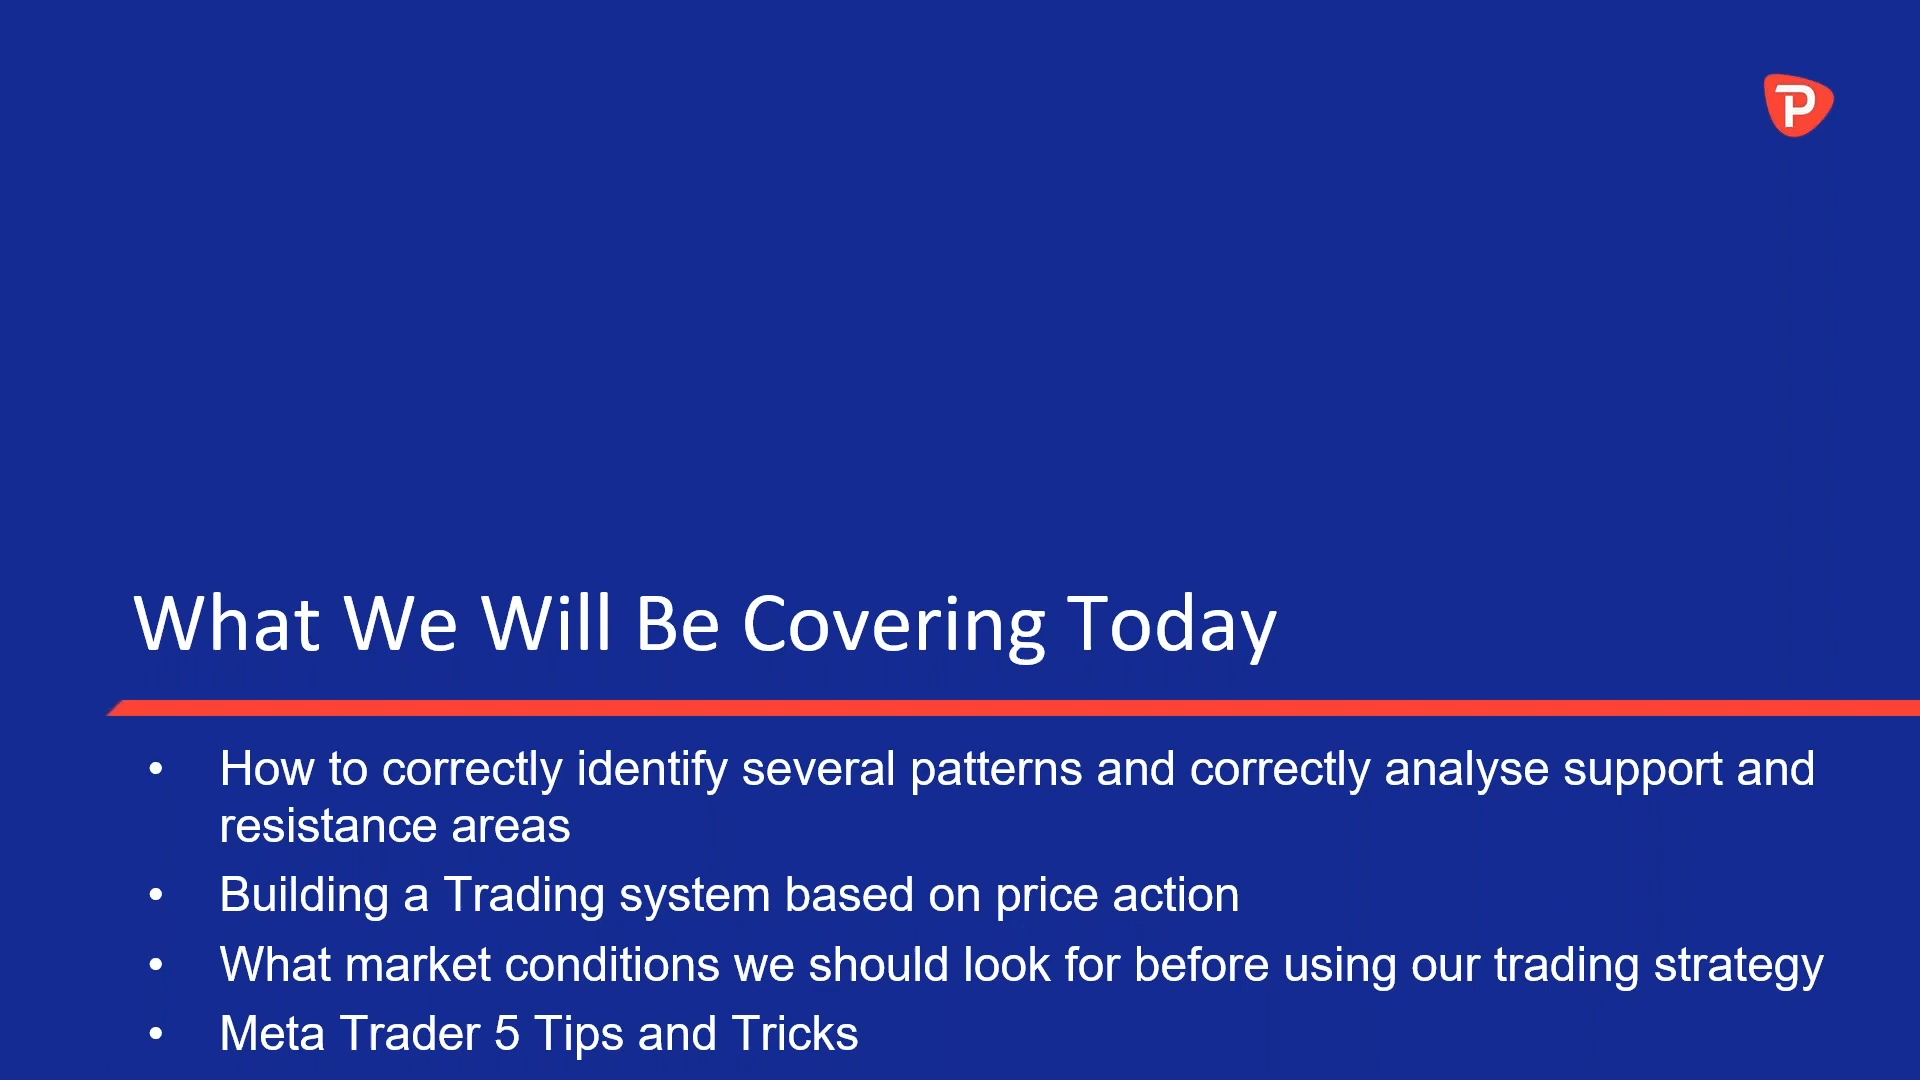 P
What We Will Be Covering Today
• How to correctly identify several patterns and correctly analyse support and
resistance areas
• Building a Trading system based on price action
• What market conditions we should look for before using our trading strategy
• Meta Trader 5 Tips and Tricks